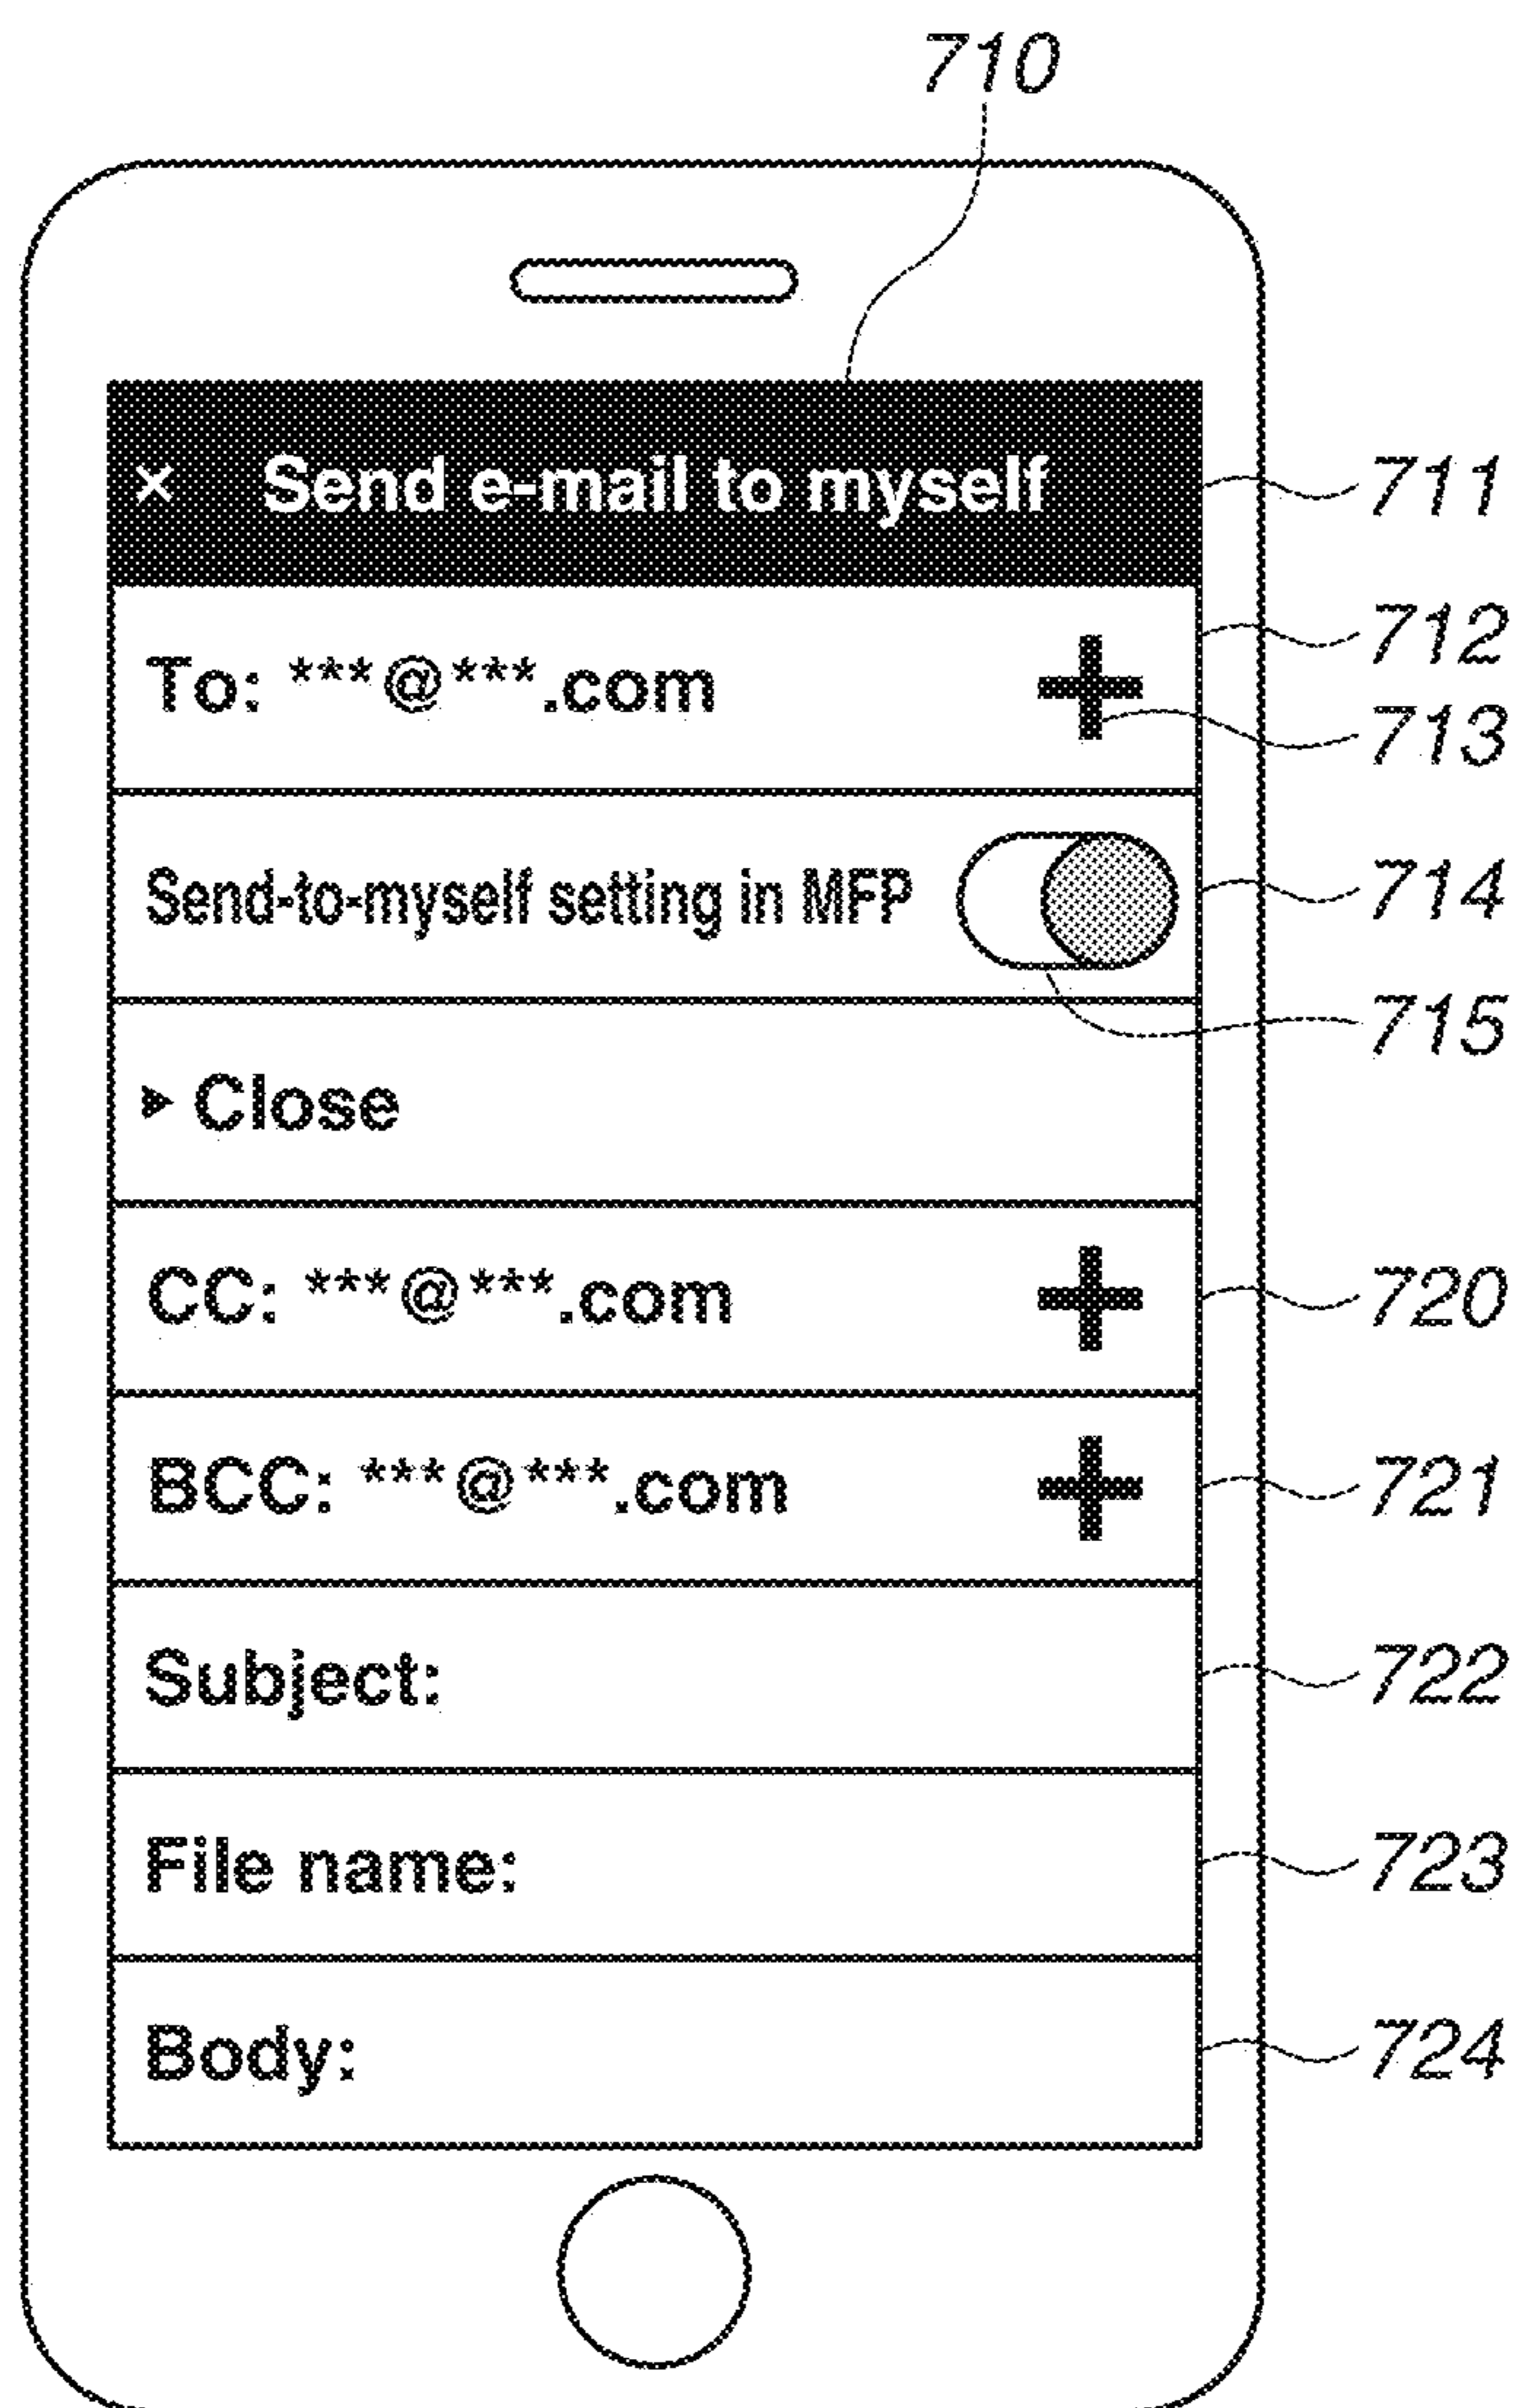 710
× Send e-mail to myself 711
To: ***@***.com + 712
713
Send-to-myself setting in MFP 714
715
▸ Close
CC: ***@***.com + 720
BCC: ***@***.com + 721
Subject: 722
File name: 723
Body: 724